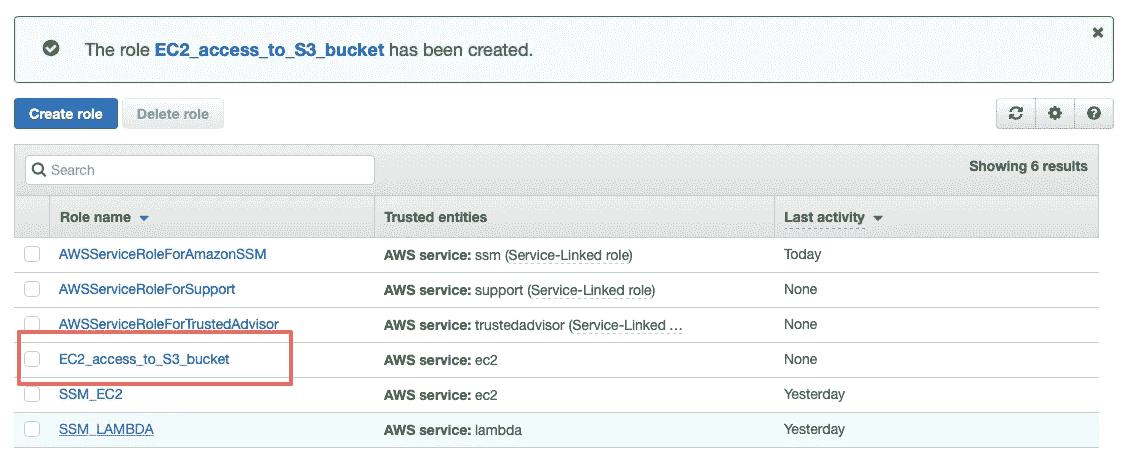 The role EC2_access_to_S3_bucket has been created.
Create role Delete role
Search Showing 6 results
Role name Trusted entities Last activity
AWSServiceRoleForAmazonSSM AWS service: ssm (Service-Linked role) Today
AWSServiceRoleForSupport AWS service: support (Service-Linked role) None
AWSServiceRoleForTrustedAdvisor AWS service: trustedadvisor (Service-Linked ... None
EC2_access_to_S3_bucket AWS service: ec2 None
SSM_EC2 AWS service: ec2 Yesterday
SSM_LAMBDA AWS service: lambda Yesterday